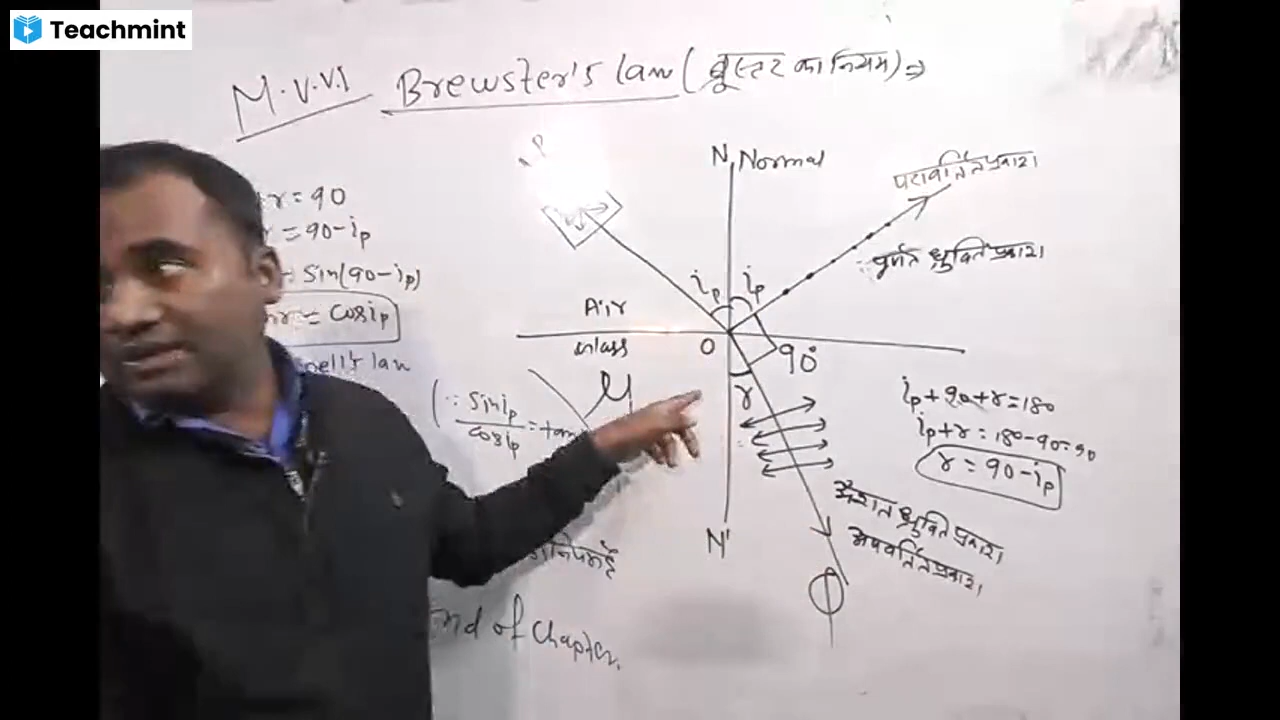 Teachmint
M.V.V.I Brewster's law (ब्रूस्टर का नियम) ⇒
N Normal
परावर्तित प्रकाश
पूर्णत ध्रुवित प्रकाश
r = 90
= 90 - ip
sin(90 - ip)
= cos ip
Snell's law
(∵ sin ip / cos ip = tan
ip ip
Air
Glass
O 90°
μ
r
ip + 90 + r = 180
ip + r = 180 - 90 = 90
r = 90 - ip
ध्रुवित प्रकाश
अपवर्तित प्रकाश
N'
End of Chapter.